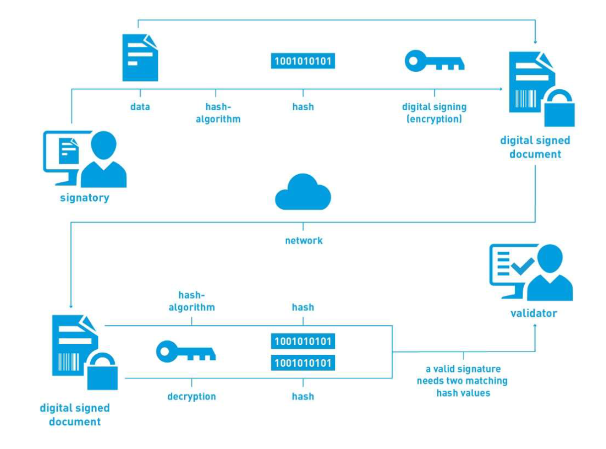 1001010101
data
hash-
algorithm
hash
digital signing
(encryption)
digital signed
document
signatory
network
validator
hash-
algorithm
hash
1001010101
1001010101
decryption
hash
a valid signature
needs two matching
hash values
digital signed
document